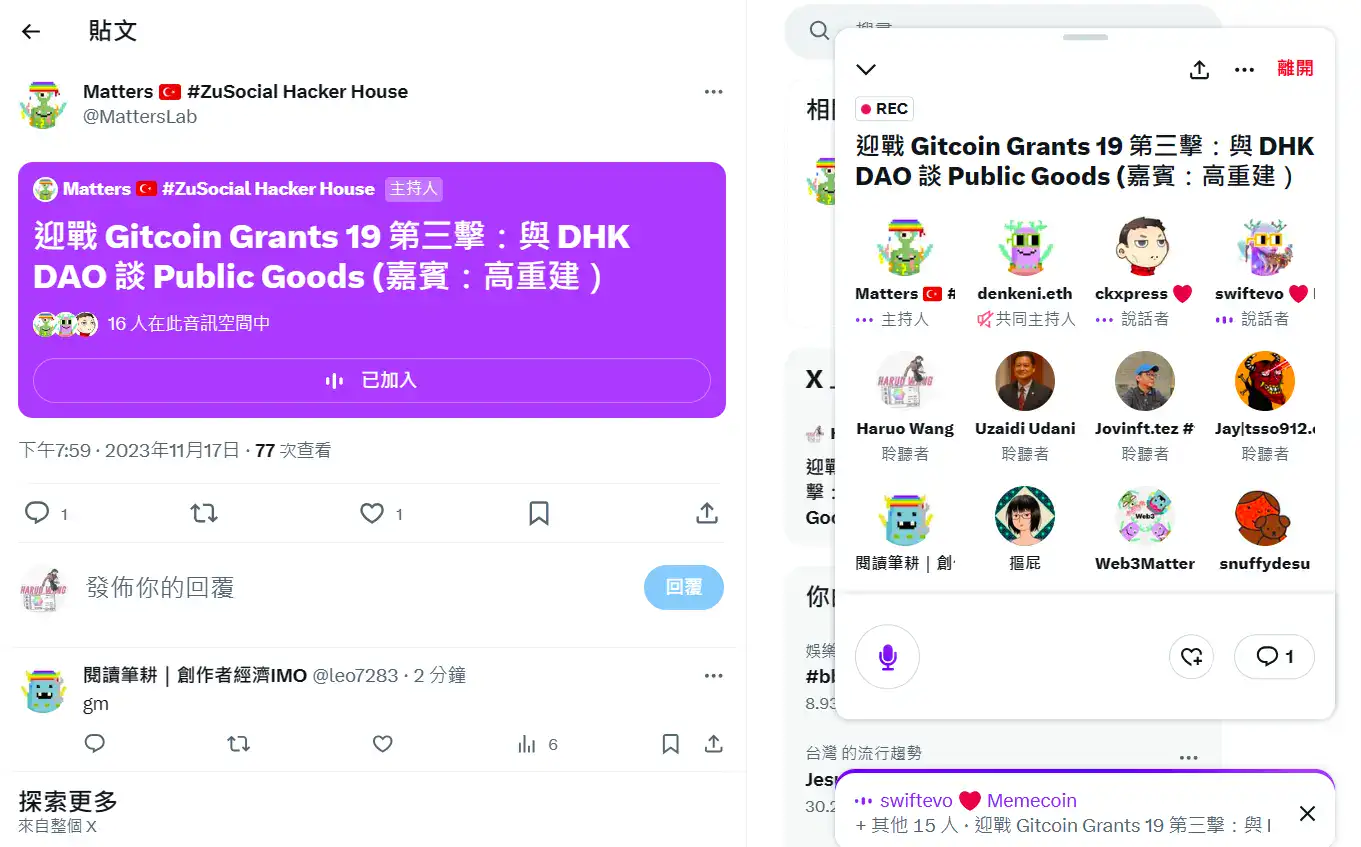 貼文
Matters 🇹🇷 #ZuSocial Hacker House
@MattersLab
Matters 🇹🇷 #ZuSocial Hacker House 主持人
迎戰 Gitcoin Grants 19 第三擊：與 DHK
DAO 談 Public Goods (嘉賓：高重建）
16 人在此音訊空間中
已加入
下午7:59 · 2023年11月17日 · 77 次查看
1
1
發佈你的回覆
回覆
閱讀筆耕｜創作者經濟IMO @leo7283 · 2 分鐘
gm
6
探索更多
來自整個 X
離開
REC
迎戰 Gitcoin Grants 19 第三擊：與 DHK
DAO 談 Public Goods (嘉賓：高重建）
Matters 🇹🇷 #
denkeni.eth
ckxpress ❤️
swiftevo ❤️
主持人
共同主持人
說話者
說話者
HARUO WANG
Haruo Wang
Uzaidi Udani
Jovinft.tez #
Jay|tsso912.
聆聽者
聆聽者
聆聽者
聆聽者
Web3
閱讀筆耕｜創
摳屁
Web3Matter
snuffydesu
1
X
迎戰
擊：
Goo
娛樂
8.93
台灣 的流行趨勢
Jes
30.2
swiftevo ❤️ Memecoin
+ 其他 15 人 · 迎戰 Gitcoin Grants 19 第三擊：與